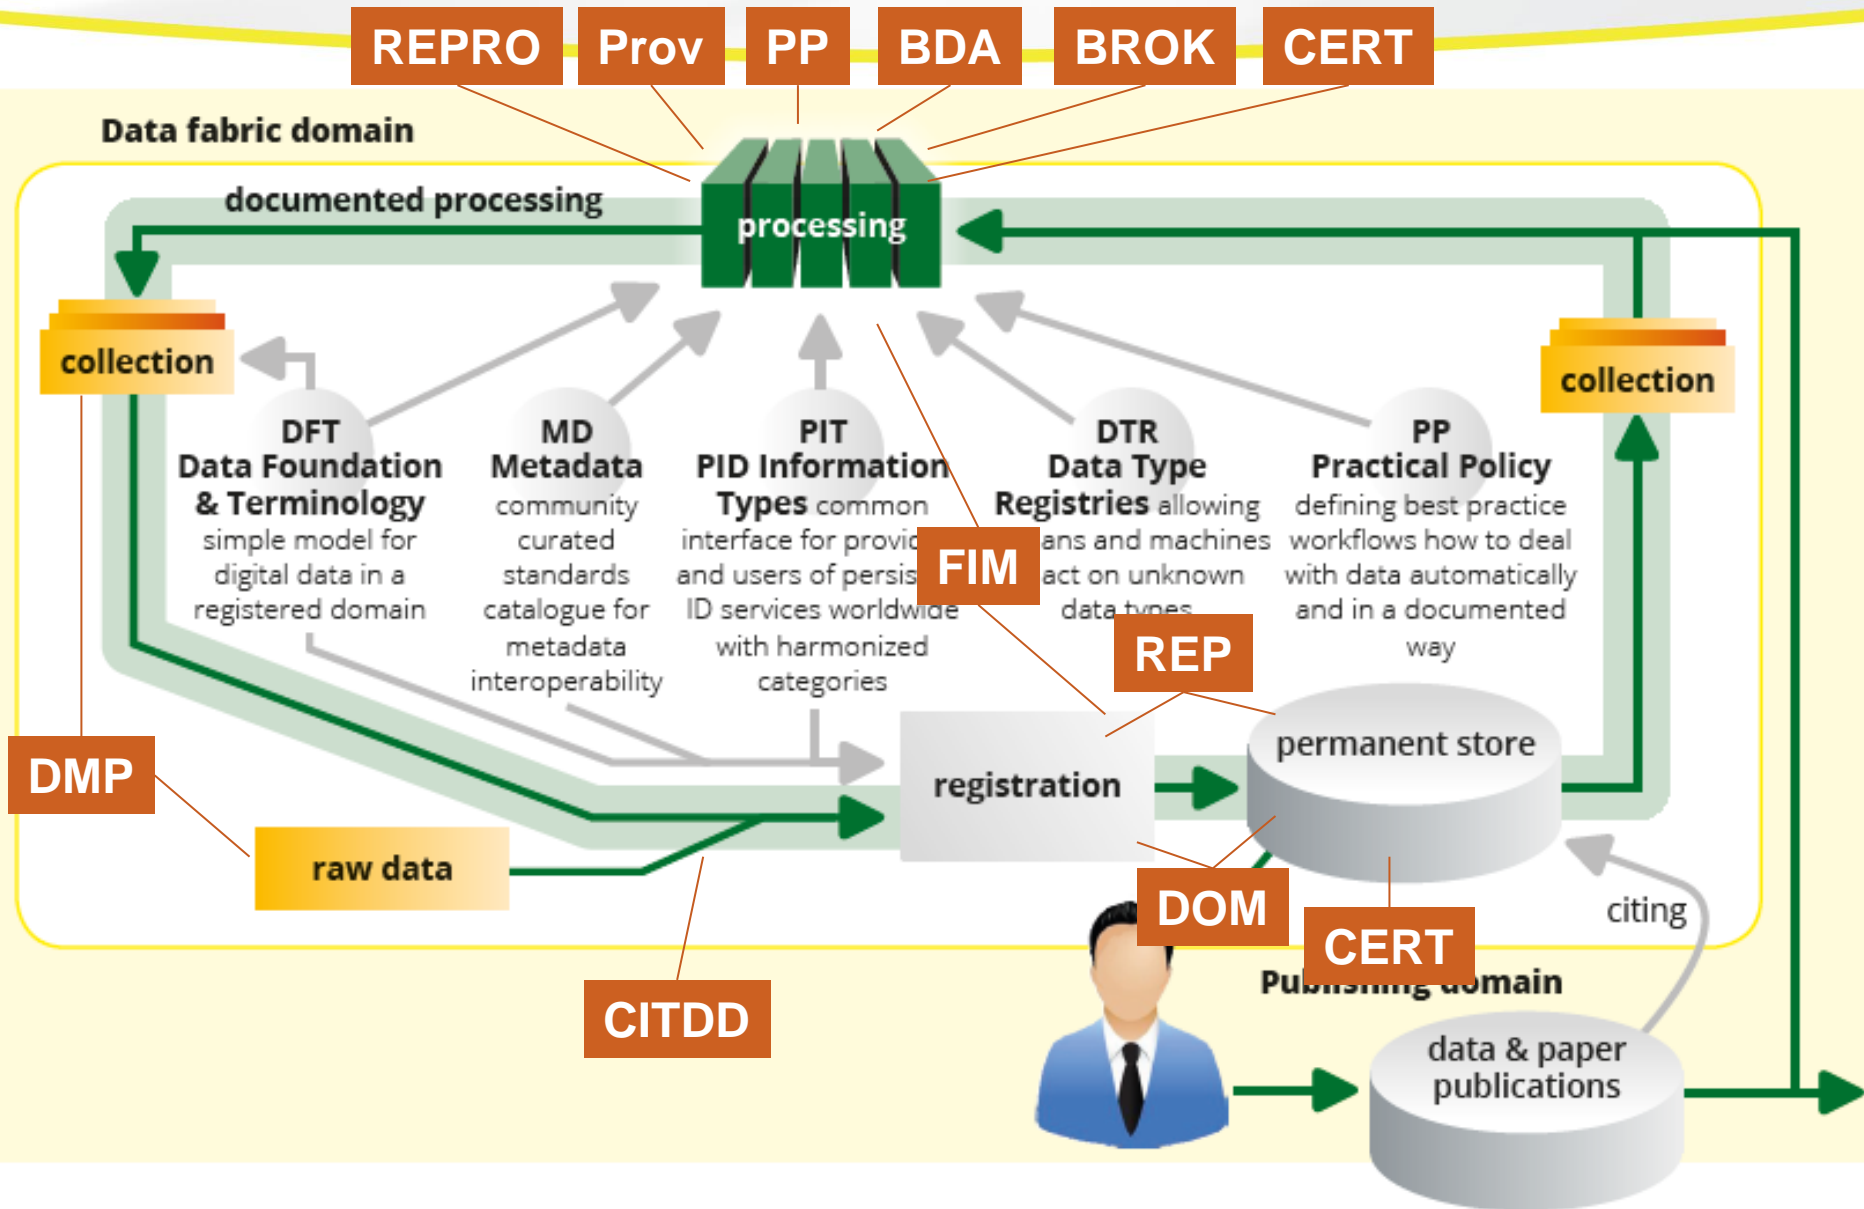 REPRO
Prov
PP
BDA
BROK
CERT
Data fabric domain
documented processing
processing
collection
collection
DFT
Data Foundation
& Terminology
simple model for
digital data in a
registered domain
MD
Metadata
community
curated
standards
catalogue for
metadata
interoperability
PIT
PID Information
Types common
interface for
and users of
ID services worldwide
with harmonized
categories
DTR
Data Type
Registries allowing
and machines
act on unknown
data types
PP
Practical Policy
defining best practice
workflows how to deal
with data automatically
and in a documented
way
FIM
REP
DMP
registration
permanent store
raw data
DOM
CERT
citing
CITDD
Publishing domain
data & paper
publications